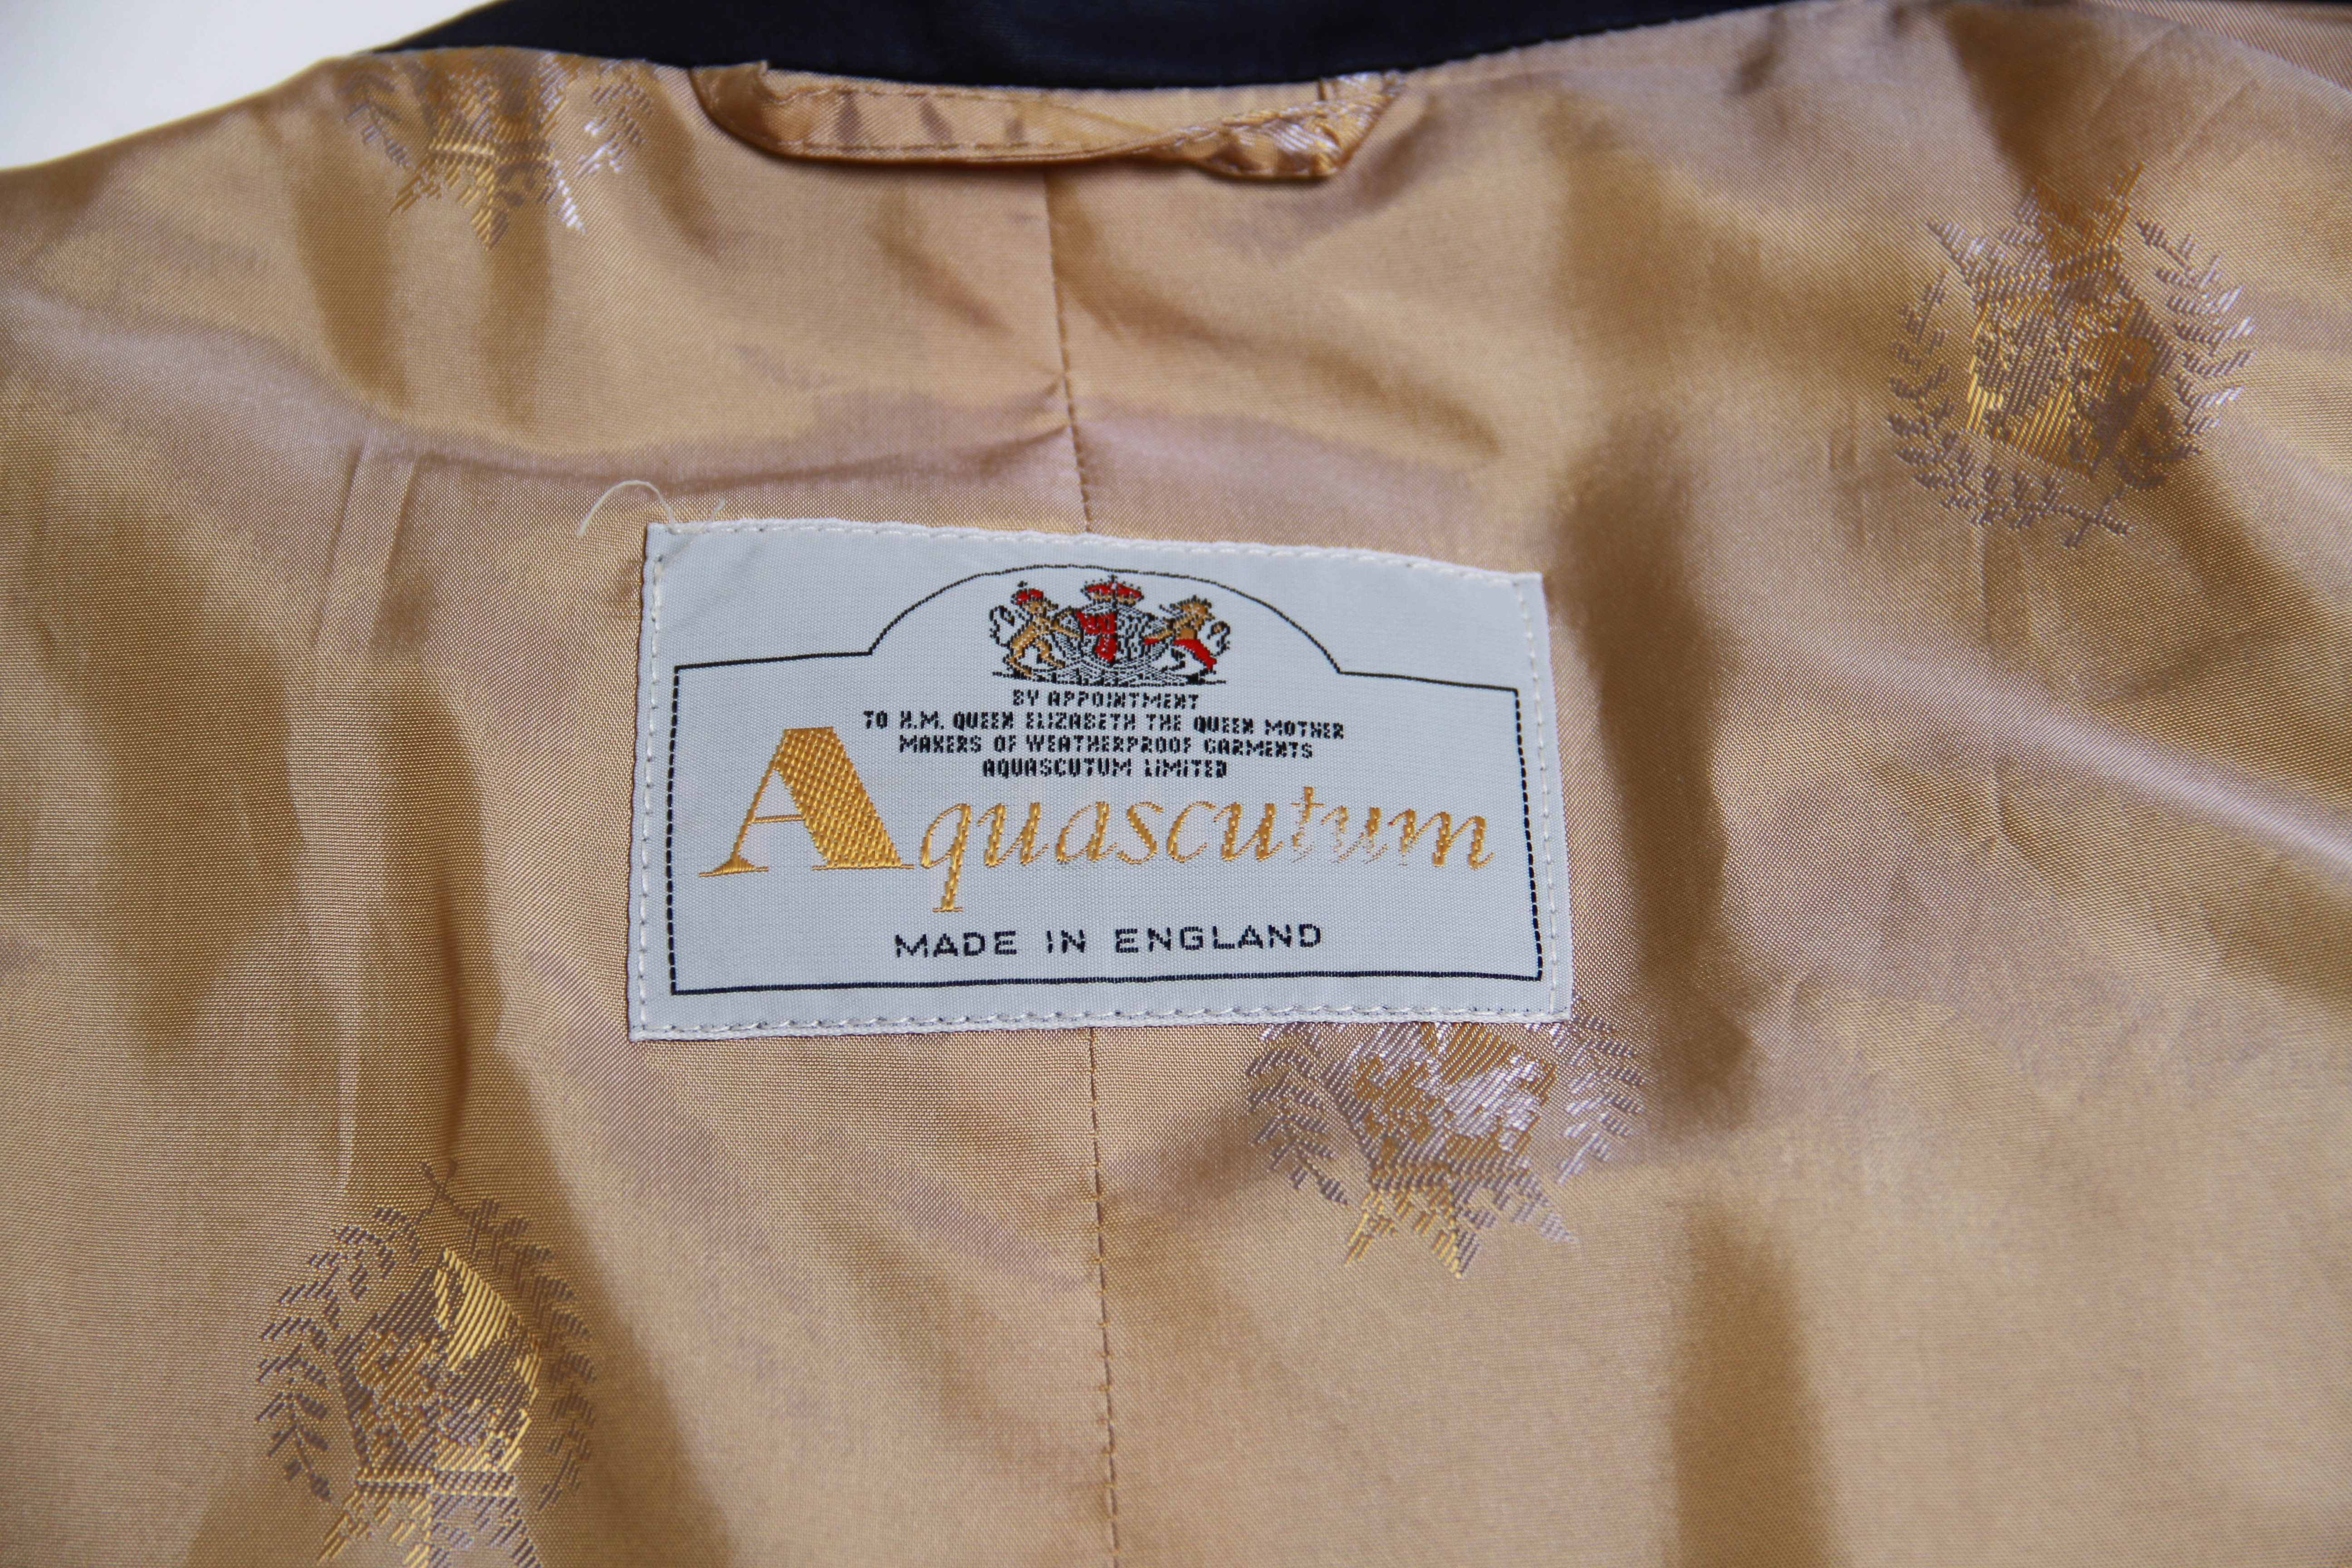 BY APPOINTMENT
TO H.M. QUEEN ELIZABETH THE QUEEN MOTHER
MAKERS OF WEATHERPROOF GARMENTS
AQUASCUTUM LIMITED
Aquascutum
MADE IN ENGLAND